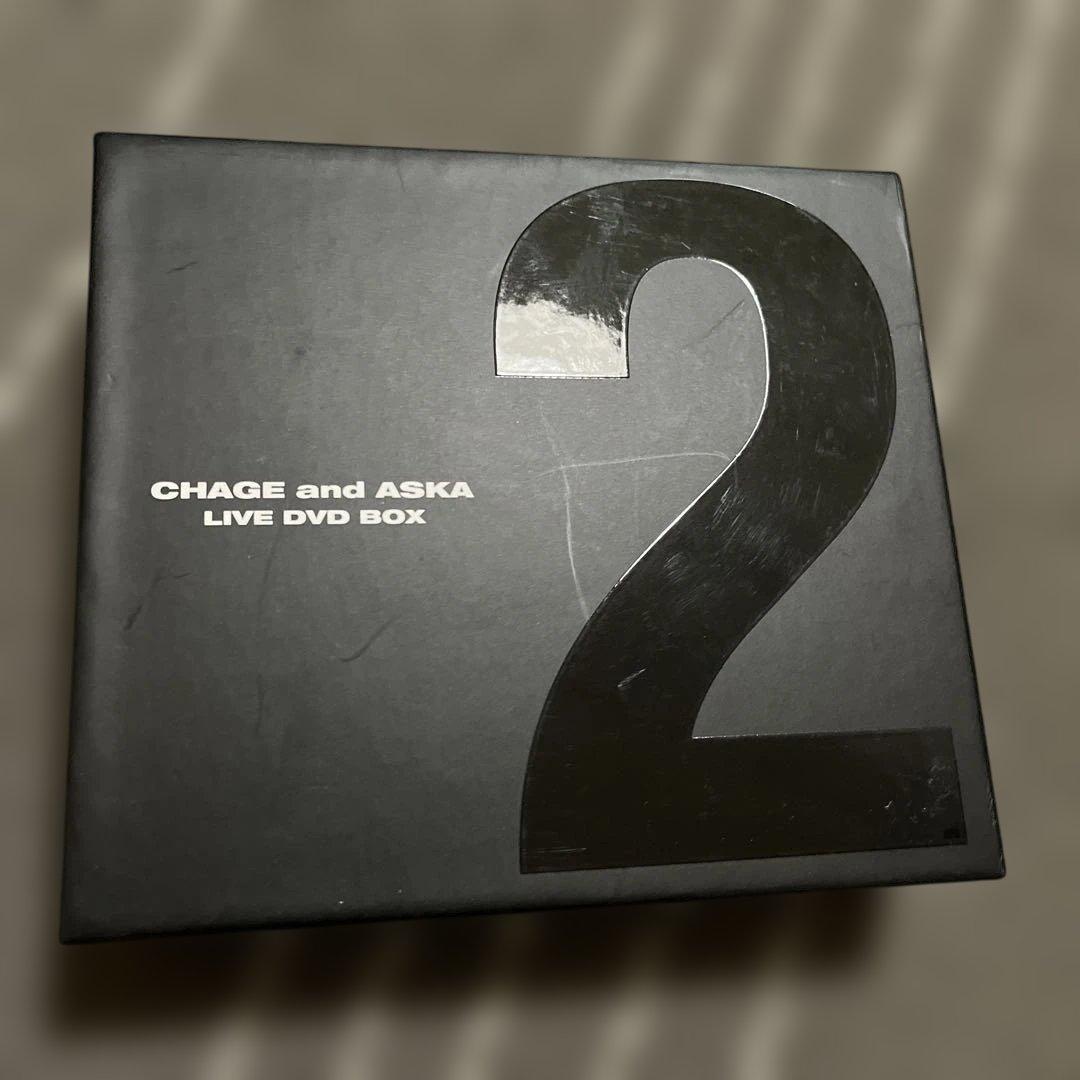 CHAGE and ASKA
LIVE DVD BOX
2